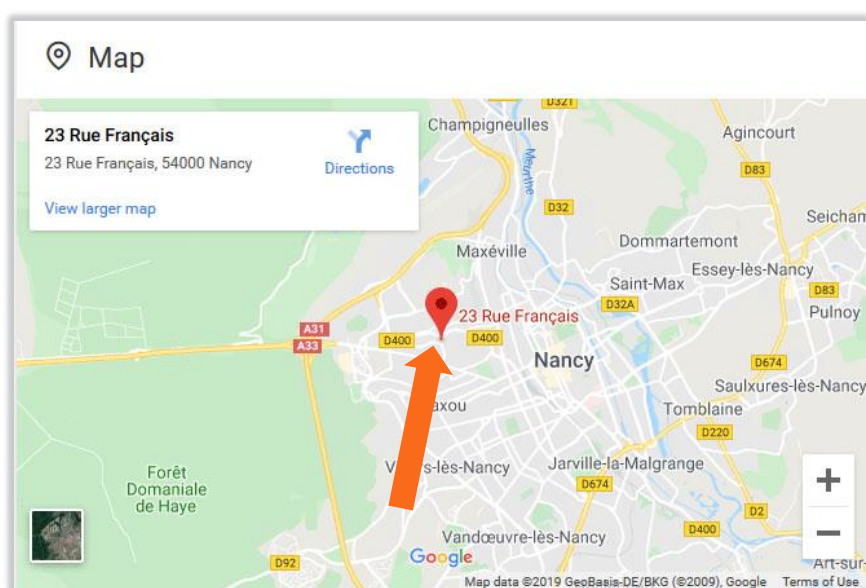 Map
23 Rue Français
23 Rue Français, 54000 Nancy
Directions
View larger map
D321
Champigneulles
Agincourt
Meurthe
D83
D32
Seicham
Dommartemont
Maxéville
Essey-lès-Nancy
Saint-Max
D83
D32A
Pulnoy
23 Rue Français
A31
D400
D400
A33
Nancy
D674
Saulxures-lès-Nancy
axou
Tomblaine
D220
Forêt
Domaniale
de Haye
V rs-lès-Nancy
Jarville-la-Malgrange
D674
D2
Vandœuvre-lès-Nancy
D400
D92
Google
Art-sur
Map data ©2019 GeoBasis-DE/BKG (©2009), Google Terms of Use